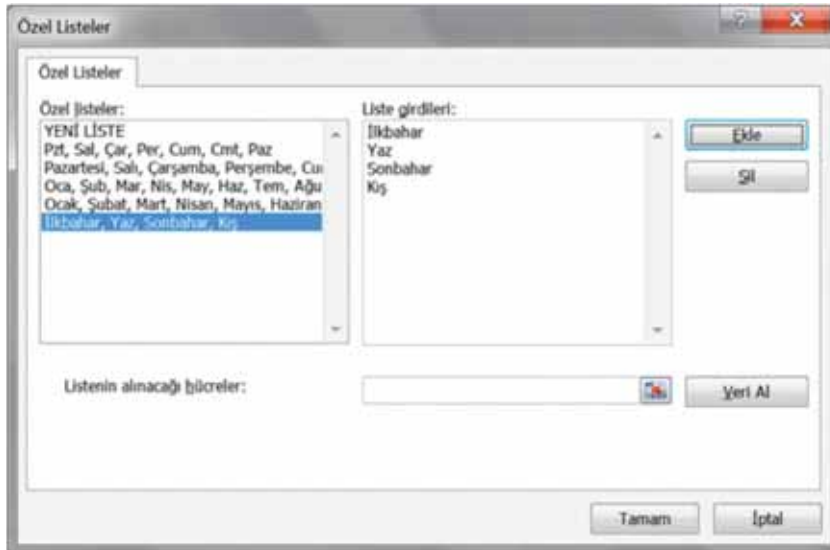 Özel Listeler
Özel Listeler
Özel listeler:
YENİ LİSTE
Pzt, Sal, Çar, Per, Cum, Cmt, Paz
Pazartesi, Salı, Çarşamba, Perşembe, Cu
Oca, Şub, Mar, Nis, May, Haz, Tem, Ağu
Ocak, Şubat, Mart, Nisan, Mayıs, Haziran
İlkbahar, Yaz, Sonbahar, Kış
Liste girdileri:
İlkbahar
Yaz
Sonbahar
Kış
Ekle
Sil
Listenin alınacağı hücreler:
Veri Al
Tamam
İptal